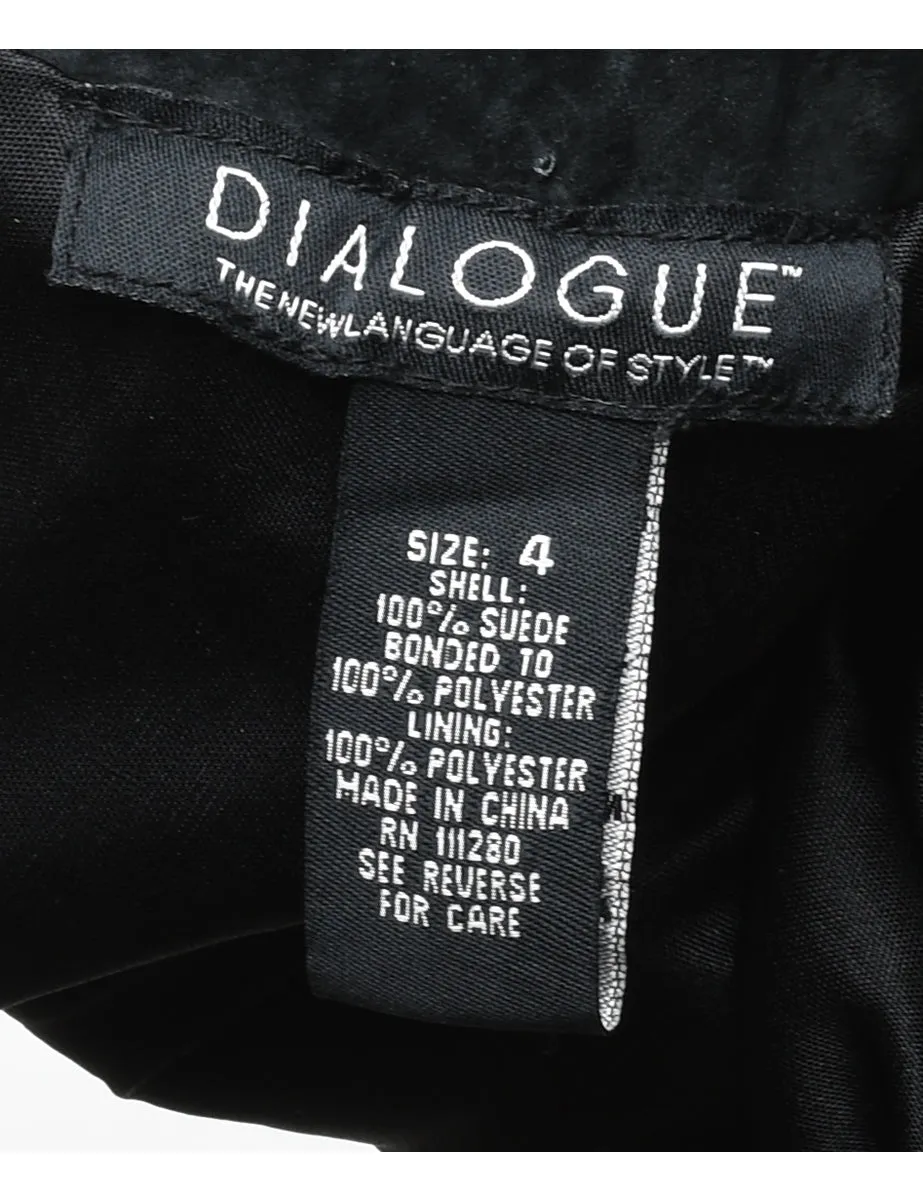 DIALOGUE™
THE NEW LANGUAGE OF STYLE™
SIZE: 4
SHELL:
100% SUEDE
BONDED TO
100% POLYESTER
LINING:
100% POLYESTER
MADE IN CHINA
RN 111280
SEE REVERSE
FOR CARE